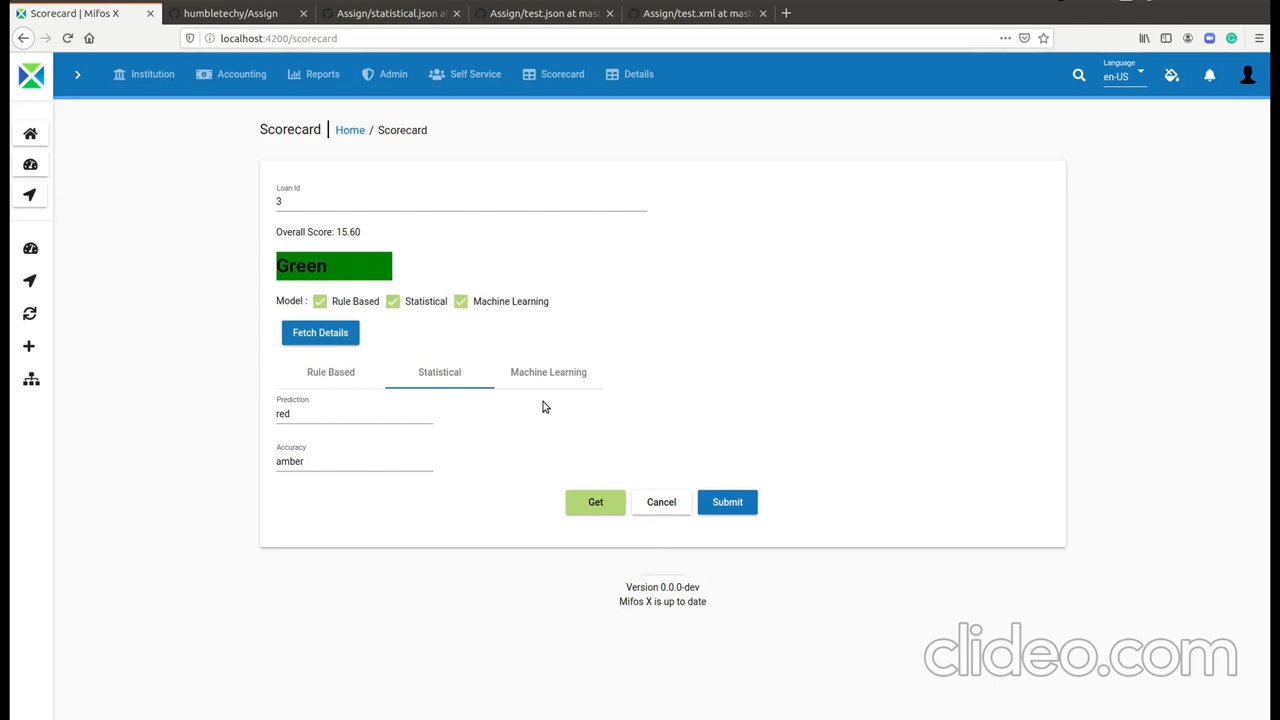 Scorecard | Mifos X
humbletechy/Assign
Assign/statistical.json at
Assign/test.json at mast
Assign/test.xml at mast
localhost:4200/scorecard
Institution Accounting Reports Admin Self Service Scorecard Details
Language
en-US
Scorecard Home / Scorecard
Loan Id
3
Overall Score: 15.60
Green
Model : Rule Based Statistical Machine Learning
Fetch Details
Rule Based Statistical Machine Learning
Prediction
red
Accuracy
amber
Get Cancel Submit
Version 0.0.0-dev
Mifos X is up to date
clideo.com